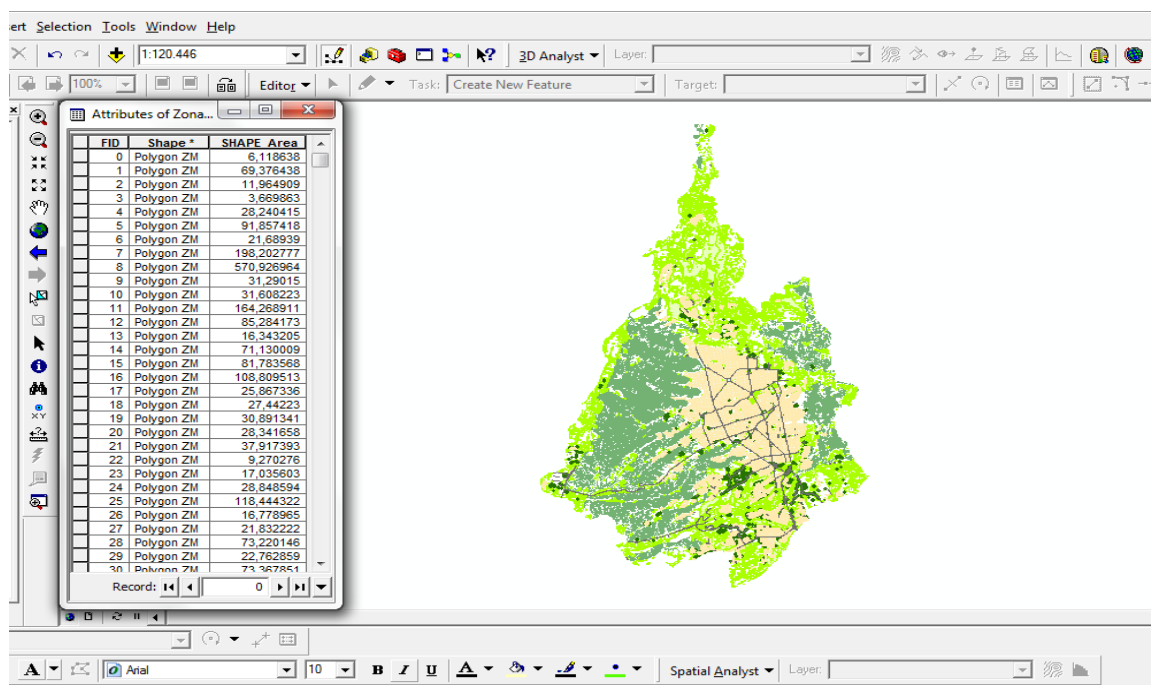 ert Selection Tools Window Help
1:120.446 3D Analyst Layer:
100% Editor Task: Create New Feature Target:
Attributes of Zona...
FID Shape * SHAPE_Area
0 Polygon ZM 6,118638
1 Polygon ZM 69,376438
2 Polygon ZM 11,964909
3 Polygon ZM 3,669863
4 Polygon ZM 28,240415
5 Polygon ZM 91,857418
6 Polygon ZM 21,68939
7 Polygon ZM 198,202777
8 Polygon ZM 570,926964
9 Polygon ZM 31,29015
10 Polygon ZM 31,608223
11 Polygon ZM 164,268911
12 Polygon ZM 85,284173
13 Polygon ZM 16,343205
14 Polygon ZM 71,130009
15 Polygon ZM 81,783568
16 Polygon ZM 108,809513
17 Polygon ZM 25,867336
18 Polygon ZM 27,44223
19 Polygon ZM 30,891341
20 Polygon ZM 28,341658
21 Polygon ZM 37,917393
22 Polygon ZM 9,270276
23 Polygon ZM 17,035603
24 Polygon ZM 28,848594
25 Polygon ZM 118,444322
26 Polygon ZM 16,778965
27 Polygon ZM 21,832222
28 Polygon ZM 73,220146
29 Polygon ZM 22,762859
30 Polygon ZM 73,367851
Record: 0
XY
A Arial 10 B I U A Spatial Analyst Layer: